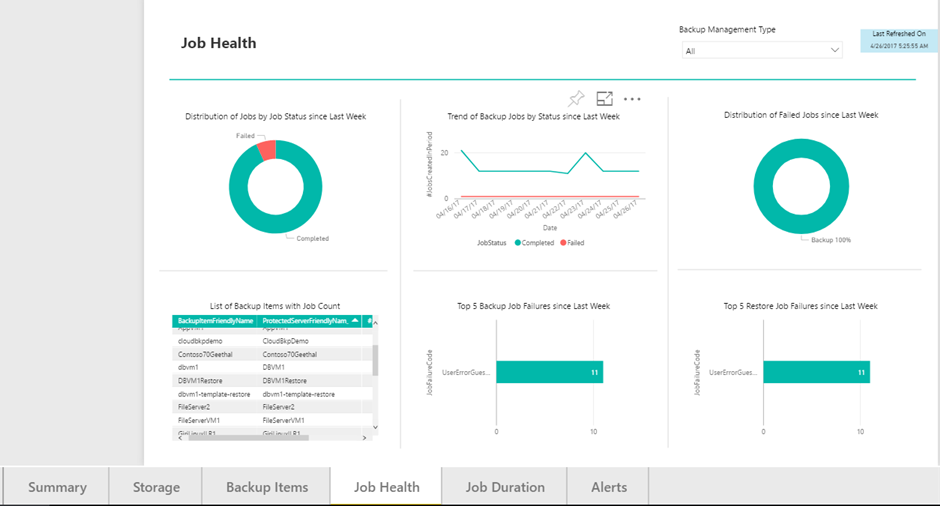 Job Health
Backup Management Type
All
Last Refreshed On
4/26/2017 5:25:55 AM
Distribution of Jobs by Job Status since Last Week
Failed
Completed
Trend of Backup Jobs by Status since Last Week
#JobsCreatedInPeriod
20
0
04/16/17
04/17/17
04/18/17
04/19/17
04/20/17
04/21/17
04/22/17
04/23/17
04/24/17
04/25/17
04/26/17
Date
JobStatus Completed Failed
Distribution of Failed Jobs since Last Week
Backup 100%
List of Backup Items with Job Count
BackupItemFriendlyName ProtectedServerFriendlyNam... #
AppVM1 AppVM1
cloudbkpdemo CloudBkpDemo
Contoso70Geethal Contoso70Geethal
dbvm1 DBVM1
DBVM1Restore DBVM1Restore
dbvm1-template-restore dbvm1-template-restore
FileServer2 FileServer2
FileServerVM1 FileServerVM1
Top 5 Backup Job Failures since Last Week
JobFailureCode
UserErrorGues...
11
0 10
Top 5 Restore Job Failures since Last Week
JobFailureCode
UserErrorGues...
11
0 10
Summary Storage Backup Items Job Health Job Duration Alerts